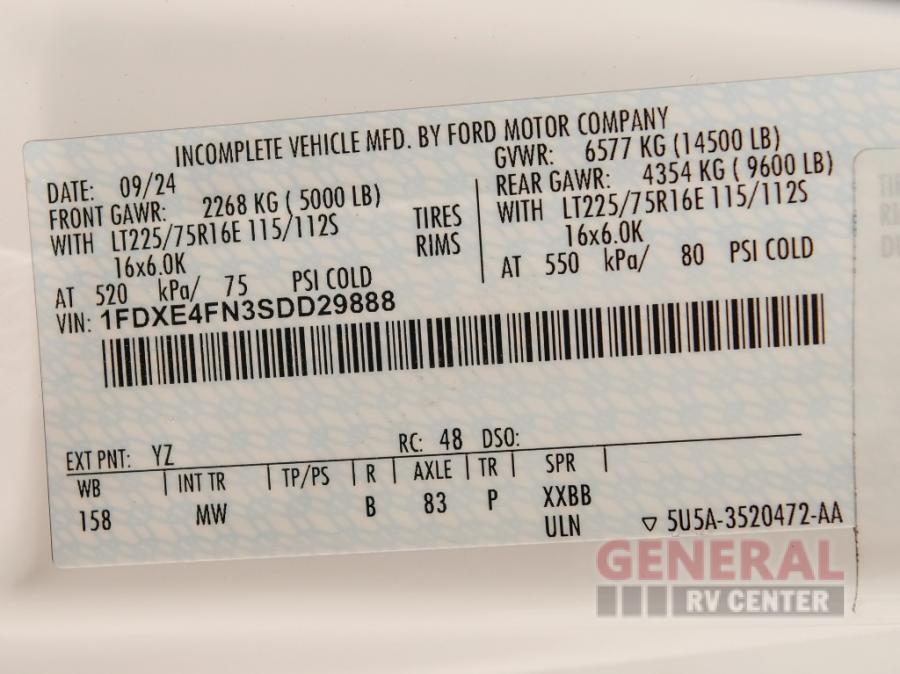 INCOMPLETE VEHICLE MFD. BY FORD MOTOR COMPANY
DATE: 09/24
GVWR: 6577 KG (14500 LB)
FRONT GAWR: 2268 KG ( 5000 LB)
REAR GAWR: 4354 KG ( 9600 LB)
WITH LT225/75R16E 115/112S
TIRES
WITH LT225/75R16E 115/112S
16x6.0K
RIMS
16x6.0K
AT 520 kPa/ 75 PSI COLD
AT 550 kPa/ 80 PSI COLD
VIN: 1FDXE4FN3SDD29888
EXT PNT: YZ RC: 48 DSO:
WB INT TR TP/PS R AXLE TR SPR
158 MW B 83 P XXBB
ULN ▽ 5U5A-3520472-AA
GENERAL
RV CENTER